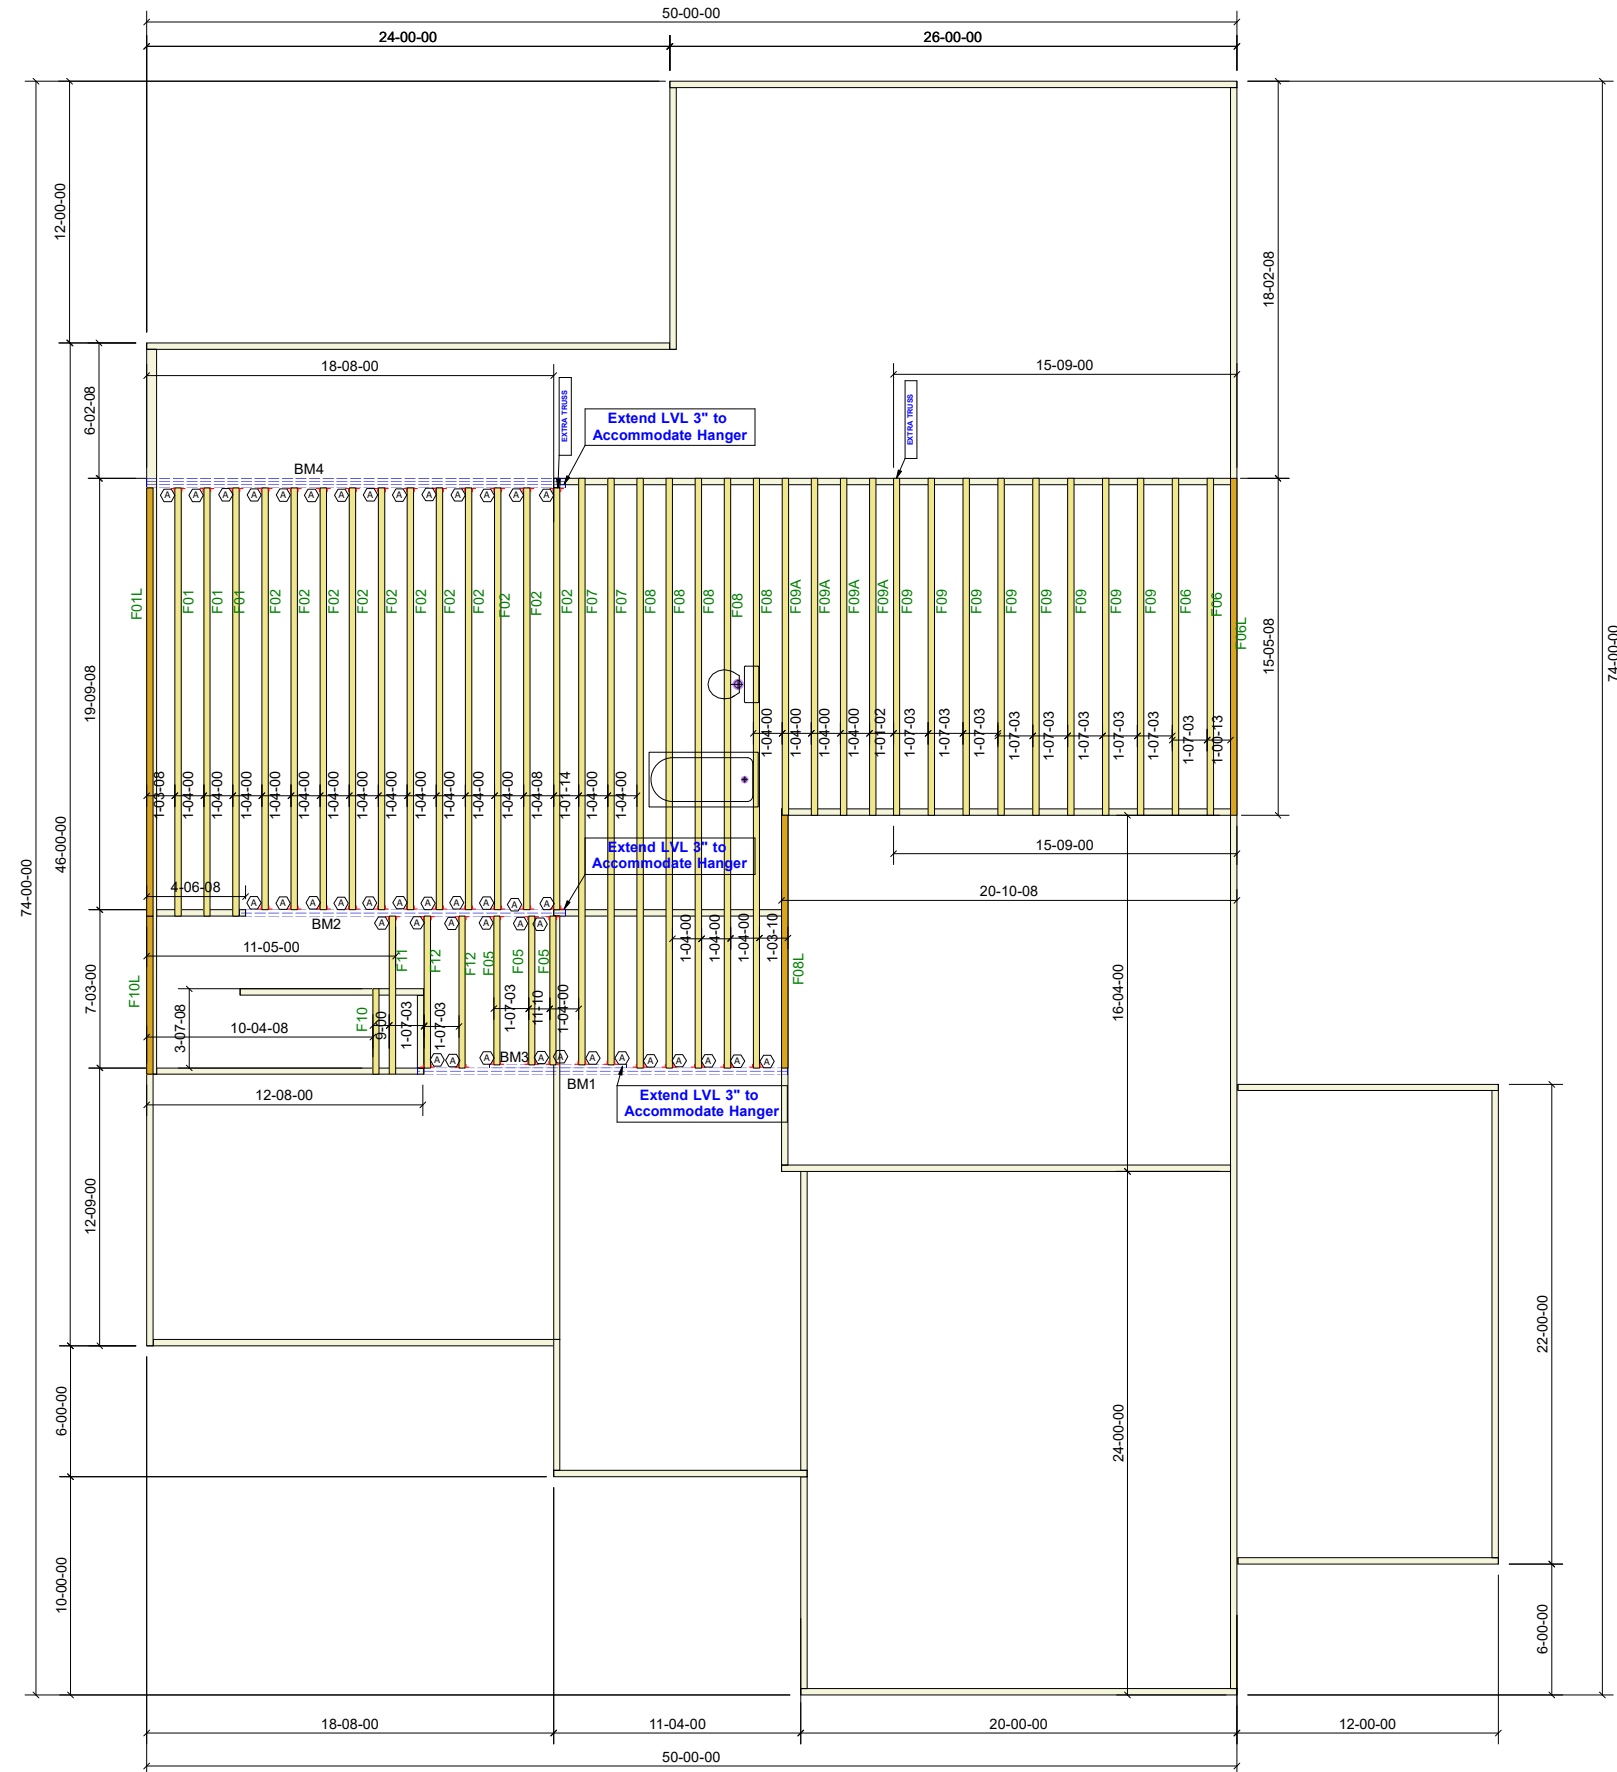 50-00-00
24-00-00
26-00-00
12-00-00
18-02-08
74-00-00
74-00-00
46-00-00
6-02-08
18-08-00
15-09-00
EXTRA TRUSS
EXTRA TRUSS
Extend LVL 3" to
Accommodate Hanger
BM4
A
A
A
A
A
A
A
A
A
A
A
A
A
A
F01L
F01
F01
F01
F02
F02
F02
F02
F02
F02
F02
F02
F02
F02
F02
F07
F07
F08
F08
F08
F08
F08
F09A
F09A
F09A
F09A
F09
F09
F09
F09
F09
F09
F09
F09
F06
F06
F06L
19-09-08
15-05-08
1-04-00
1-04-00
1-04-00
1-04-00
1-01-02
1-07-03
1-07-03
1-07-03
1-07-03
1-07-03
1-07-03
1-07-03
1-07-03
1-07-03
1-00-13
1-03-08
1-04-00
1-04-00
1-04-00
1-04-00
1-04-00
1-04-00
1-04-00
1-04-00
1-04-00
1-04-00
1-04-00
1-04-00
1-04-08
1-01-14
1-04-00
1-04-00
Extend LVL 3" to
Accommodate Hanger
15-09-00
4-06-08
20-10-08
A
A
A
A
A
A
A
A
A
A
A
BM2
A
A
A
A
A
A
11-05-00
F11
F12
F12
F05
F05
F05
1-04-00
1-04-00
1-04-00
1-03-10
F08L
16-04-00
7-03-00
F10L
3-07-08
10-04-08
F10
9-00
1-07-03
1-07-03
1-07-03
11-10
1-04-00
BM3
A
A
A
A
A
A
A
A
A
A
A
A
BM1
Extend LVL 3" to
Accommodate Hanger
12-08-00
12-09-00
22-00-00
6-00-00
24-00-00
10-00-00
6-00-00
18-08-00
11-04-00
20-00-00
12-00-00
50-00-00